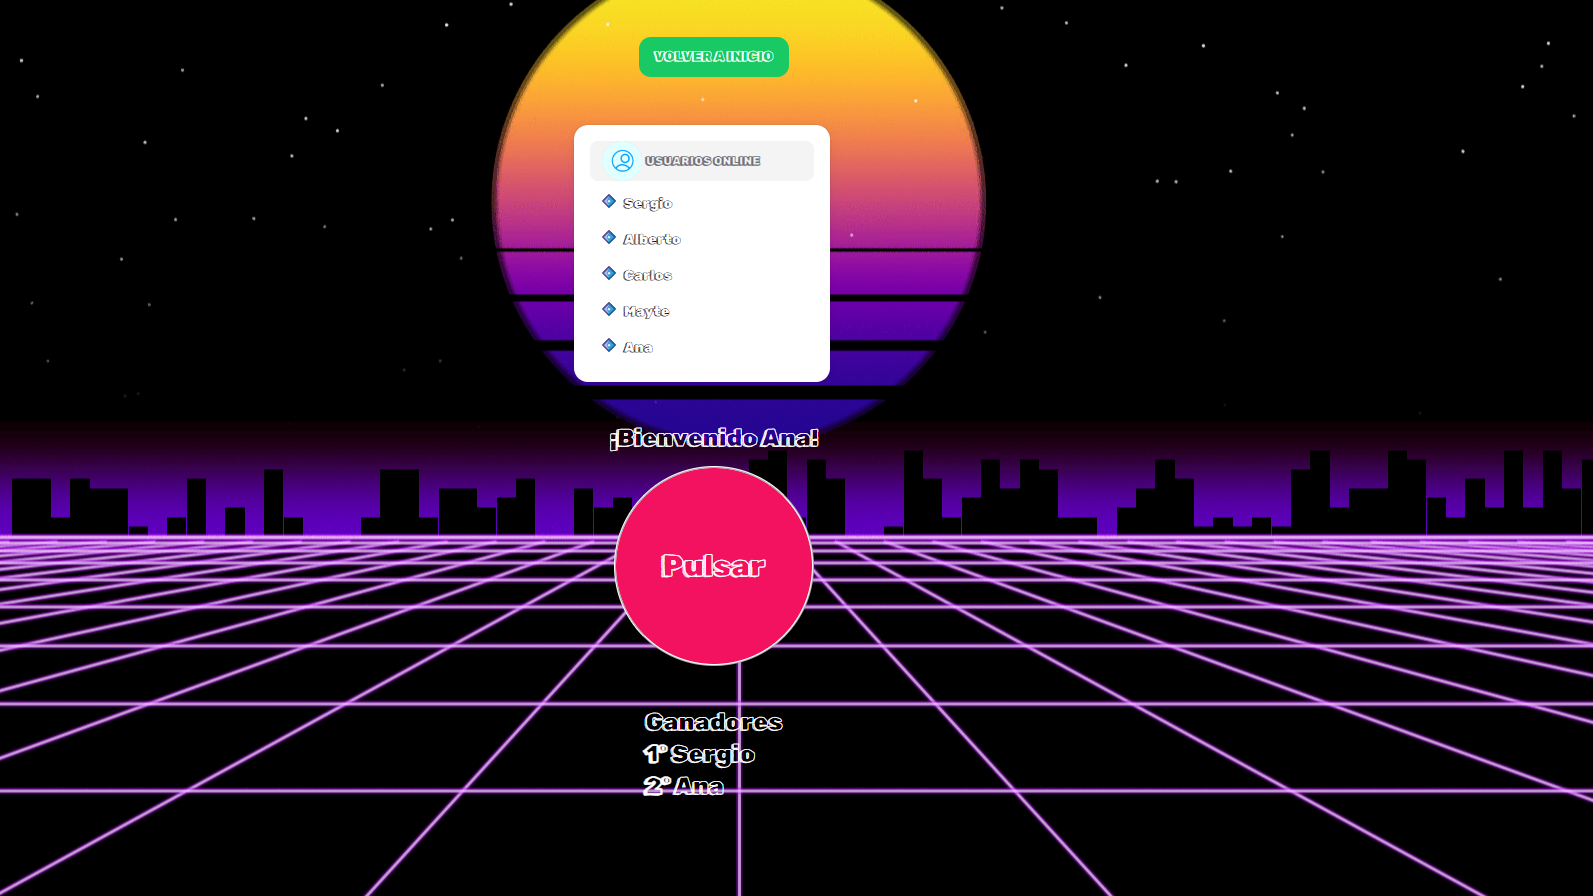 VOLVER A INICIO
USUARIOS ONLINE
Sergio
Alberto
Carlos
Mayte
Ana
¡Bienvenido Ana!
Pulsar
Ganadores
1º Sergio
2º Ana